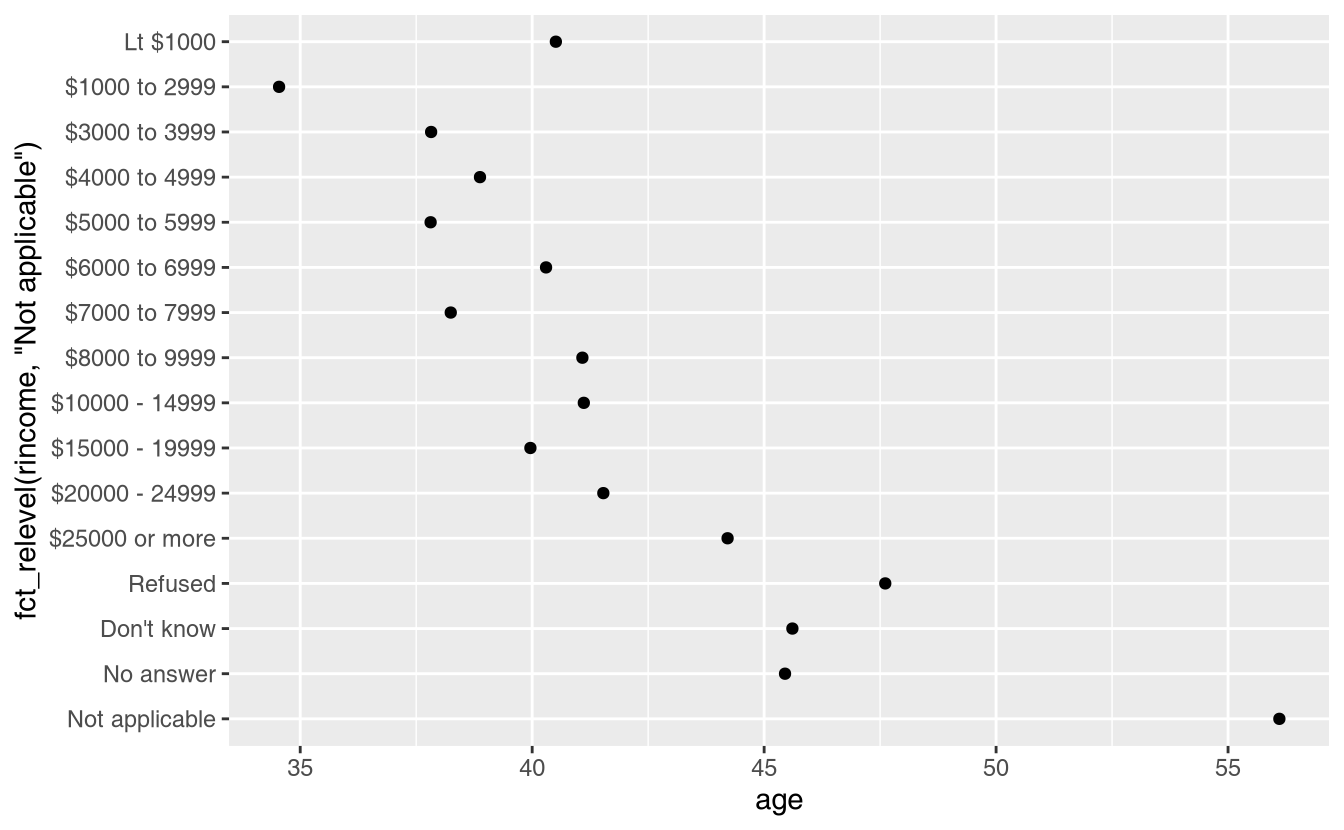 fct_relevel(rincome, "Not applicable")
Lt $1000
$1000 to 2999
$3000 to 3999
$4000 to 4999
$5000 to 5999
$6000 to 6999
$7000 to 7999
$8000 to 9999
$10000 - 14999
$15000 - 19999
$20000 - 24999
$25000 or more
Refused
Don't know
No answer
Not applicable
35 40 45 50 55
age